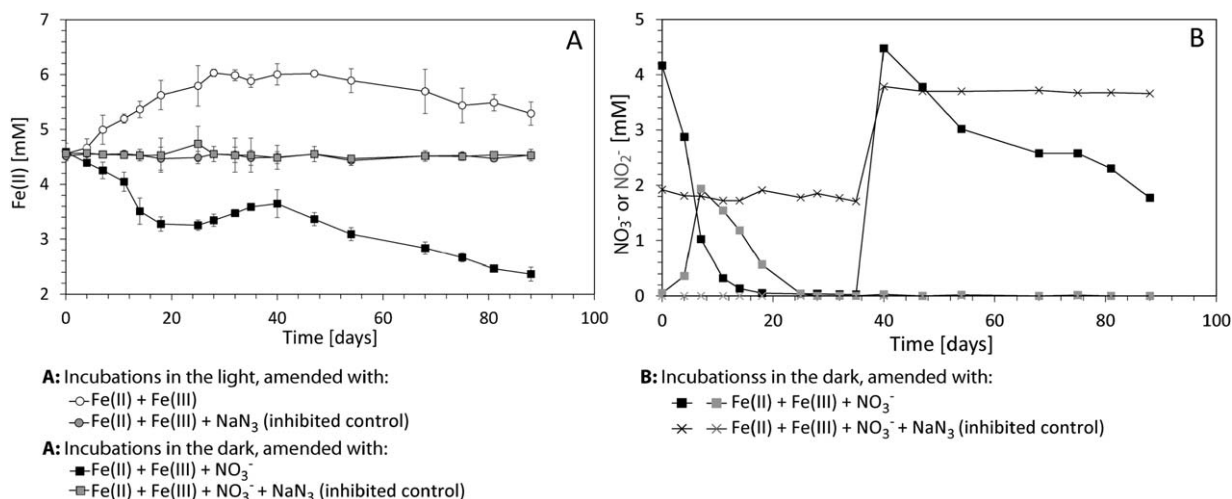 A
Fe(II) [mM]
7
6
5
4
3
2
0 20 40 60 80 100
Time [days]
A: Incubations in the light, amended with:
Fe(II) + Fe(III)
Fe(II) + Fe(III) + NaN₃ (inhibited control)
A: Incubations in the dark, amended with:
Fe(II) + Fe(III) + NO₃⁻
Fe(II) + Fe(III) + NO₃⁻ + NaN₃ (inhibited control)
B
NO₃⁻ or NO₂⁻ [mM]
5
4
3
2
1
0
0 20 40 60 80 100
Time [days]
B: Incubationss in the dark, amended with:
Fe(II) + Fe(III) + NO₃⁻
Fe(II) + Fe(III) + NO₃⁻ + NaN₃ (inhibited control)